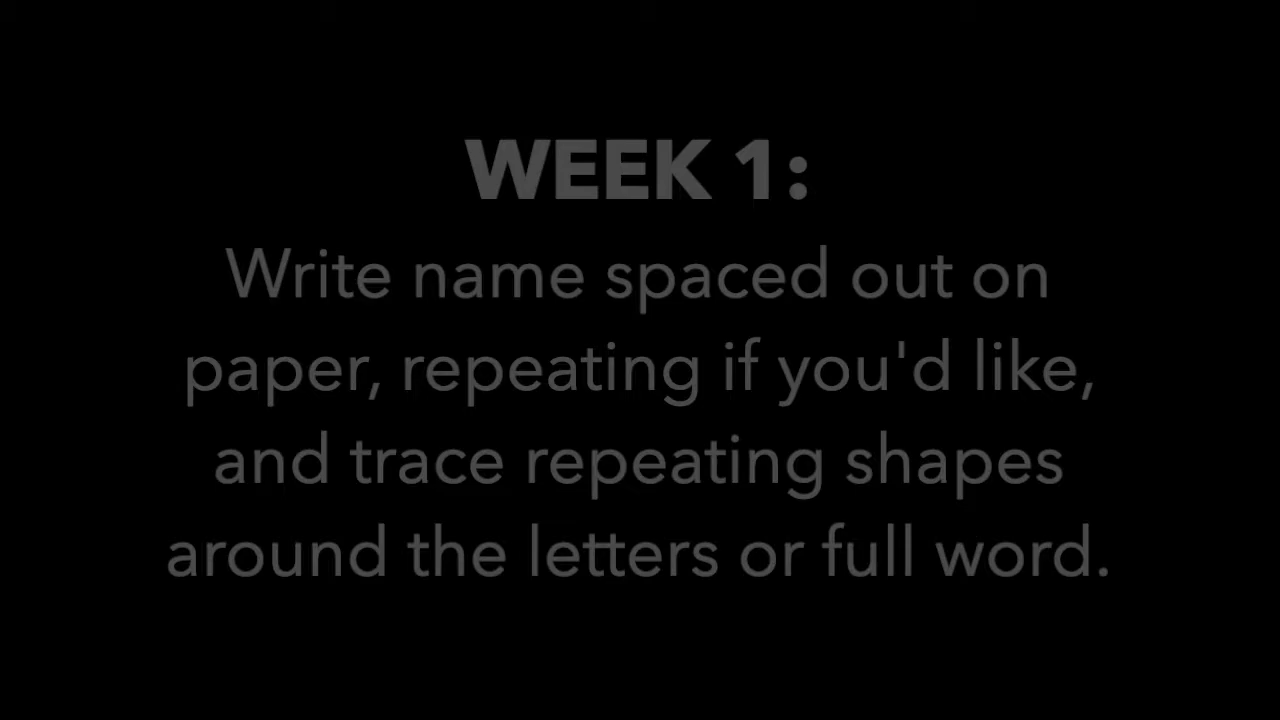 WEEK 1:
Write name spaced out on
paper, repeating if you'd like,
and trace repeating shapes
around the letters or full word.